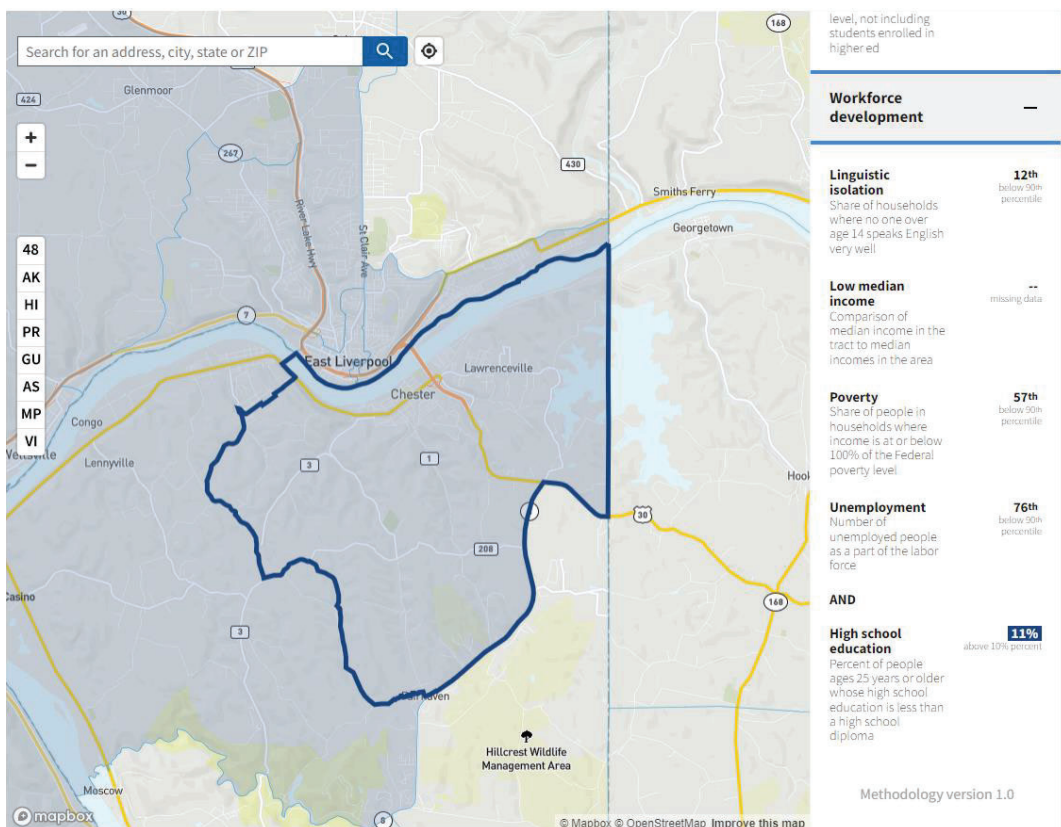 30
168
Search for an address, city, state or ZIP
424
Glenmoor
+
−
267
430
Smiths Ferry
Georgetown
River Lake Hwy
St Clair Ave
48
AK
HI
PR
GU
AS
MP
VI
7
East Liverpool
Lawrenceville
Chester
Congo
Wellsville
Lennyville
3
1
Hook
30
208
168
Casino
3
Hillcrest Wildlife
Management Area
Moscow
8
mapbox
© Mapbox © OpenStreetMap Improve this map
level, not including
students enrolled in
higher ed
Workforce
development
−
Linguistic
isolation
12th
below 90th
percentile
Share of households
where no one over
age 14 speaks English
very well
Low median
income
--
missing data
Comparison of
median income in the
tract to median
incomes in the area
Poverty
57th
below 90th
percentile
Share of people in
households where
income is at or below
100% of the Federal
poverty level
Unemployment
76th
below 90th
percentile
Number of
unemployed people
as a part of the labor
force
AND
High school
education
11%
above 10% percent
Percent of people
ages 25 years or older
whose high school
education is less than
a high school
diploma
Methodology version 1.0